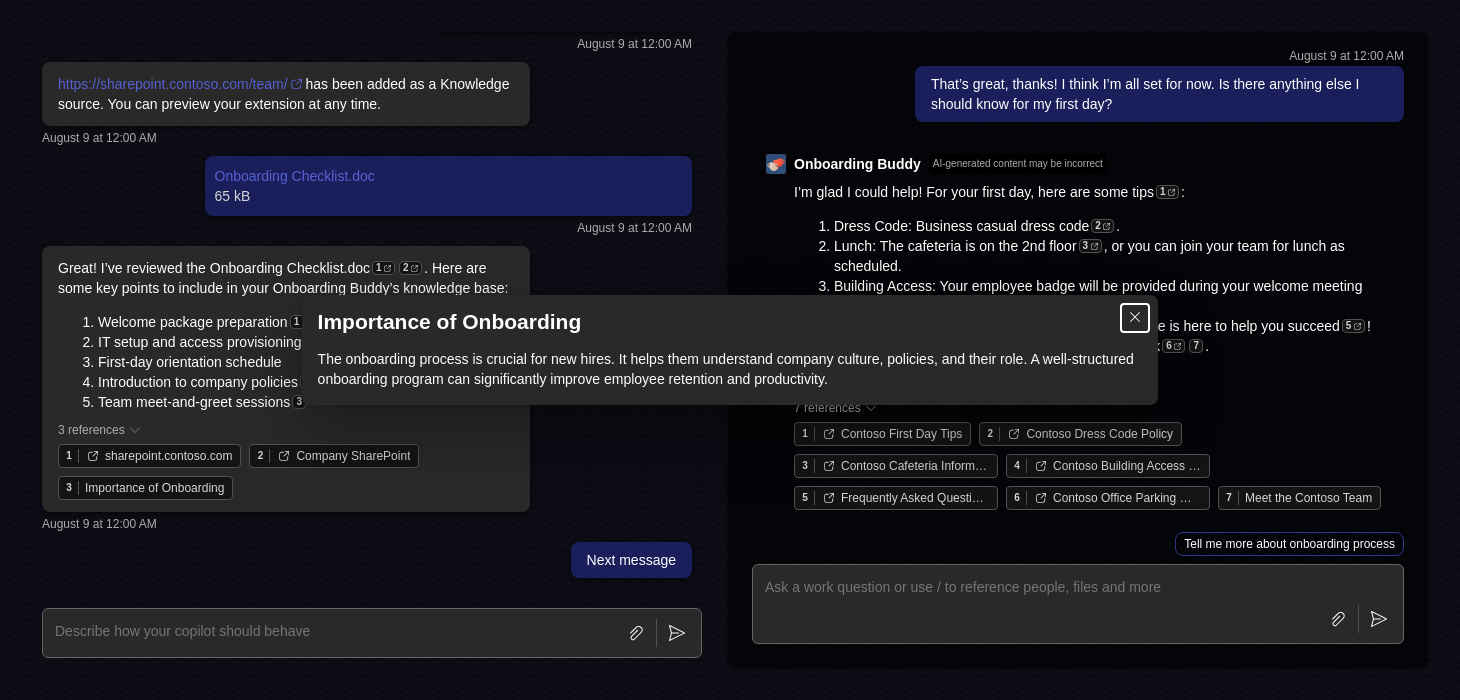 August 9 at 12:00 AM
https://sharepoint.contoso.com/team/ has been added as a Knowledge
source. You can preview your extension at any time.
August 9 at 12:00 AM
Onboarding Checklist.doc
65 kB
August 9 at 12:00 AM
Great! I’ve reviewed the Onboarding Checklist.doc 1 2 . Here are
some key points to include in your Onboarding Buddy’s knowledge base:
1. Welcome package preparation 1
2. IT setup and access provisioning
3. First-day orientation schedule
4. Introduction to company policies
5. Team meet-and-greet sessions 3
3 references
1 sharepoint.contoso.com
2 Company SharePoint
3 Importance of Onboarding
August 9 at 12:00 AM
Next message
Describe how your copilot should behave
Importance of Onboarding
The onboarding process is crucial for new hires. It helps them understand company culture, policies, and their role. A well-structured
onboarding program can significantly improve employee retention and productivity.
August 9 at 12:00 AM
That’s great, thanks! I think I’m all set for now. Is there anything else I
should know for my first day?
Onboarding Buddy AI-generated content may be incorrect
I’m glad I could help! For your first day, here are some tips 1 :
1. Dress Code: Business casual dress code 2 .
2. Lunch: The cafeteria is on the 2nd floor 3 , or you can join your team for lunch as
scheduled.
3. Building Access: Your employee badge will be provided during your welcome meeting
is here to help you succeed 5 !
6 7 .
7 references
1 Contoso First Day Tips
2 Contoso Dress Code Policy
3 Contoso Cafeteria Inform…
4 Contoso Building Access …
5 Frequently Asked Questi…
6 Contoso Office Parking …
7 Meet the Contoso Team
Tell me more about onboarding process
Ask a work question or use / to reference people, files and more